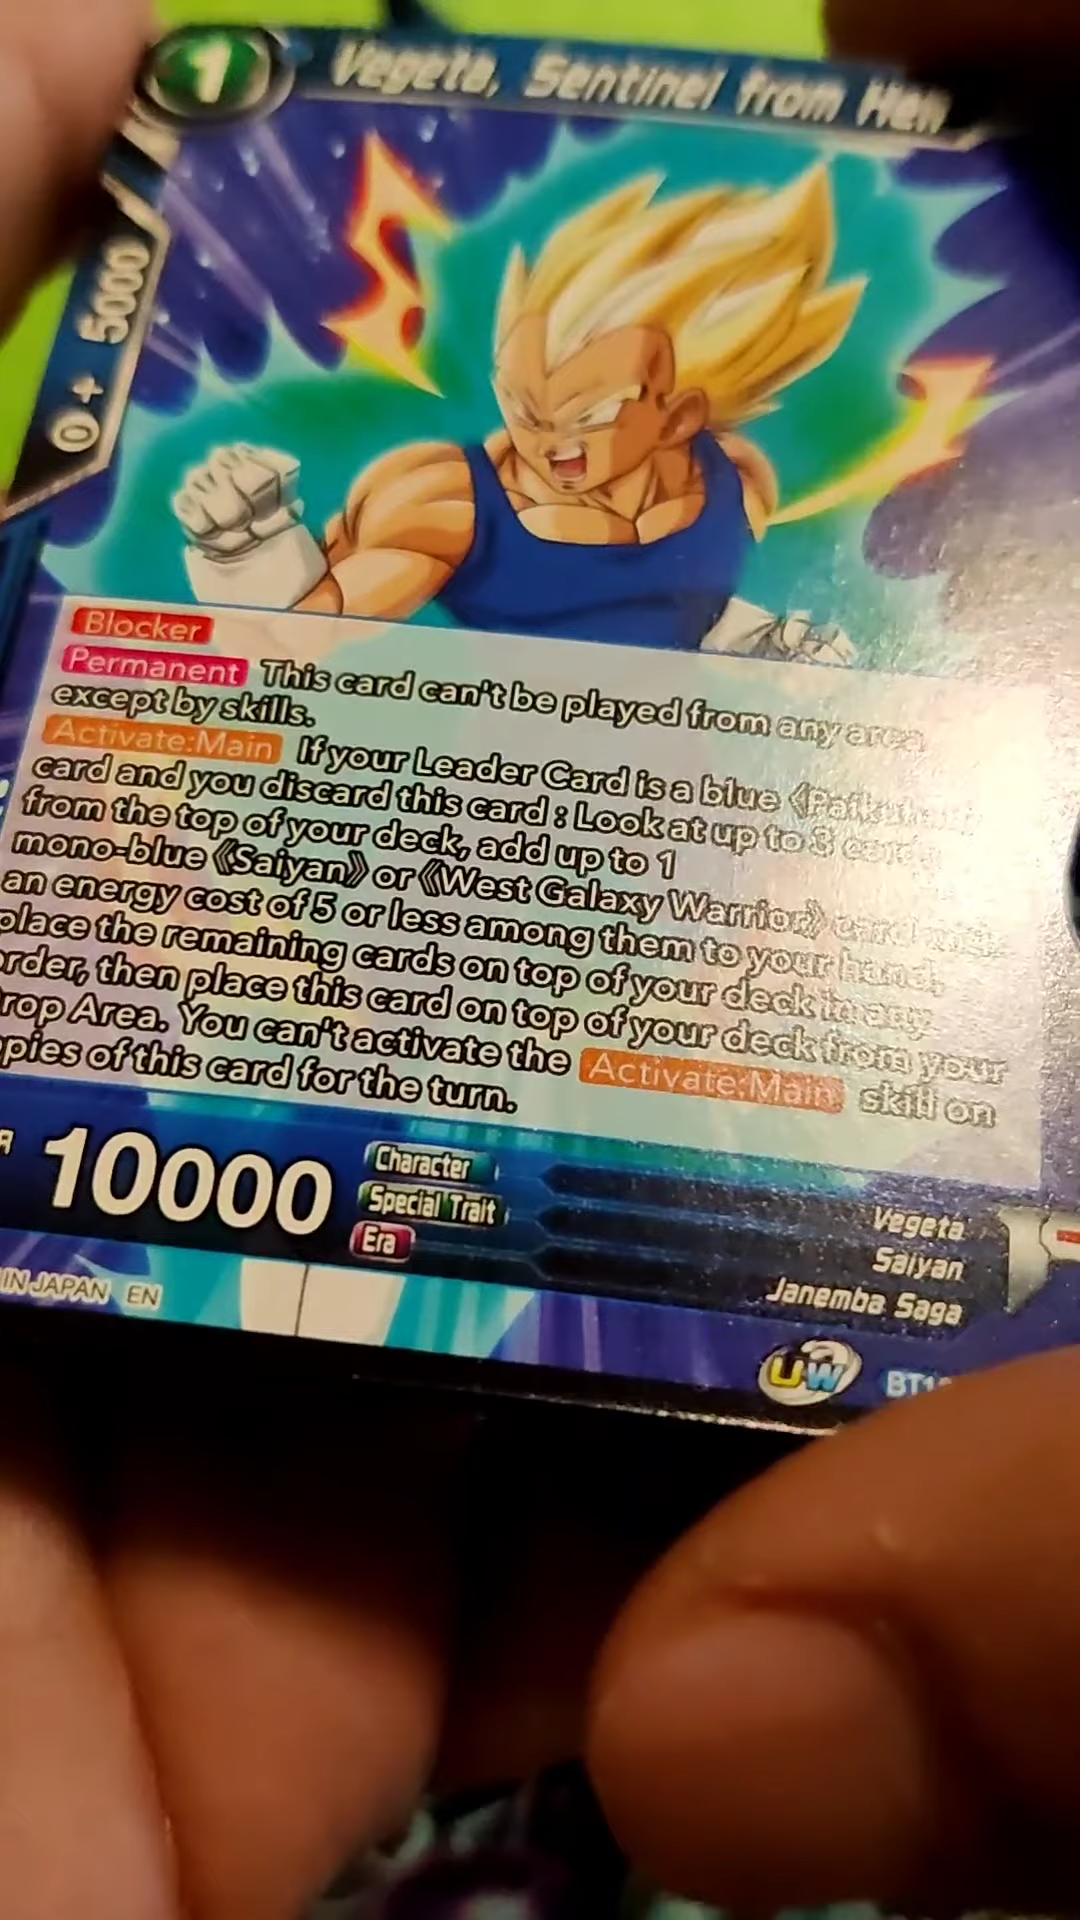 1
Vegeta, Sentinel from Hell
0 + 5000
Blocker
Permanent This card can't be played from any area
except by skills.
Activate:Main If your Leader Card is a blue 《Paikuhan》
card and you discard this card : Look at up to 3 cards
from the top of your deck, add up to 1
mono-blue 《Saiyan》 or 《West Galaxy Warrior》 card with
an energy cost of 5 or less among them to your hand,
place the remaining cards on top of your deck in any
rder, then place this card on top of your deck from your
rop Area. You can't activate the Activate:Main skill on
pies of this card for the turn.
R 10000
Character Vegeta
Special Trait Saiyan
Era Janemba Saga
IN JAPAN EN
UW